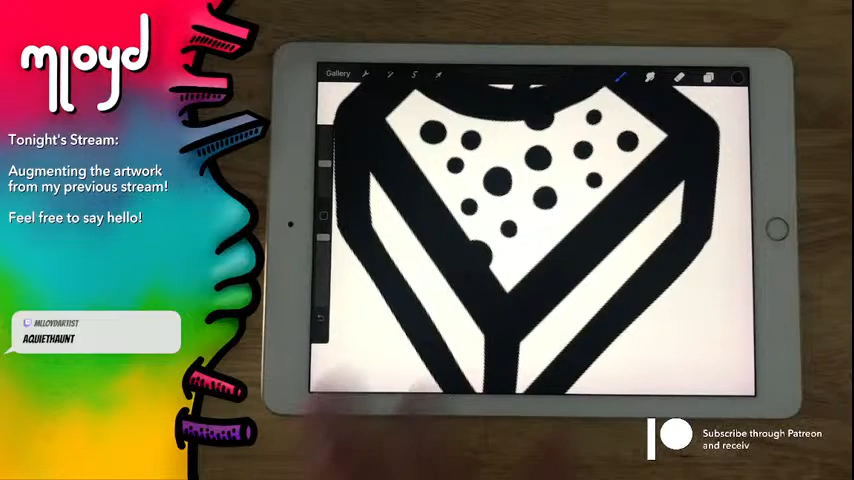 mlloyd
Tonight's Stream:
Augmenting the artwork
from my previous stream!
Feel free to say hello!
MLLOYDARTIST
AQUIETHAUNT
Gallery
Subscribe through Patreon
and receiv